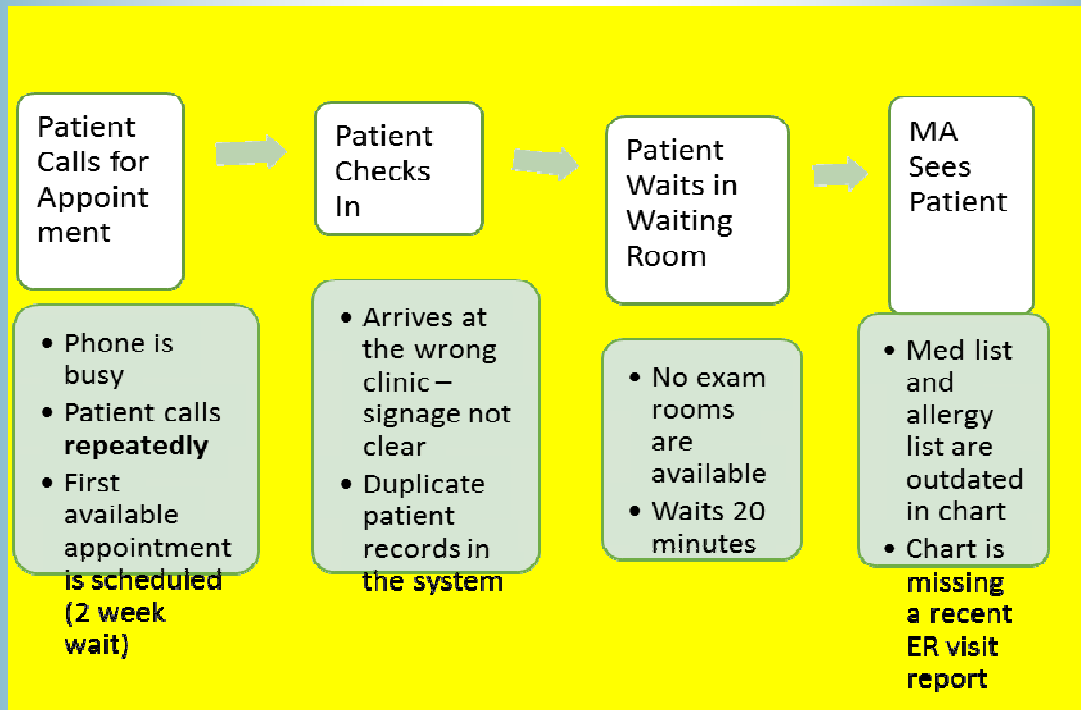 Patient
Calls for
Appoint
ment
• Phone is
busy
• Patient calls
repeatedly
• First
available
appointment
is scheduled
(2 week
wait)
Patient
Checks
In
• Arrives at
the wrong
clinic –
signage not
clear
• Duplicate
patient
records in
the system
Patient
Waits in
Waiting
Room
• No exam
rooms
are
available
• Waits 20
minutes
MA
Sees
Patient
• Med list
and
allergy
list are
outdated
in chart
• Chart is
missing
a recent
ER visit
report